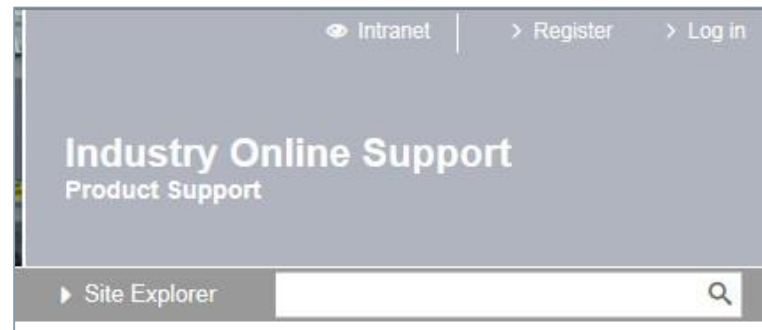 Intranet Register Log in
Industry Online Support
Product Support
Site Explorer